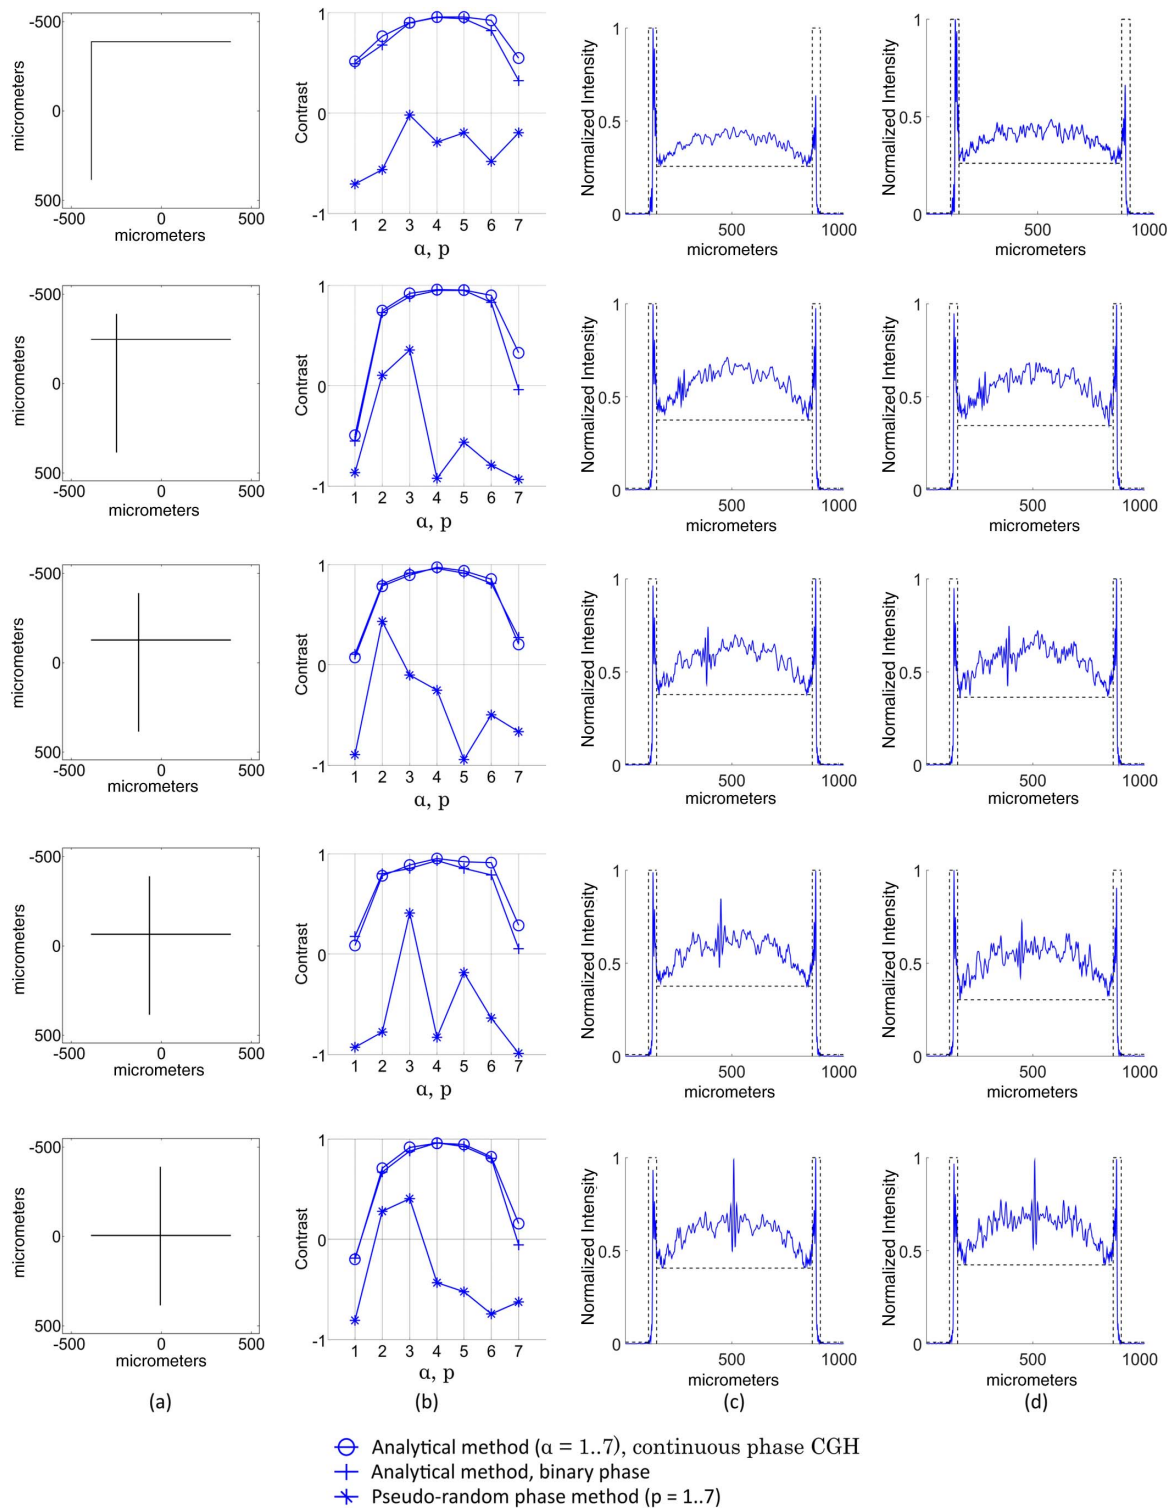 -500
0
500
-500
0
500
micrometers
micrometers
1
0
-1
Contrast
1 2 3 4 5 6 7
α, p
1
0.5
0
Normalized Intensity
500
1000
micrometers
1
0.5
0
Normalized Intensity
500
1000
micrometers
-500
0
500
-500
0
500
micrometers
micrometers
1
0
-1
Contrast
1 2 3 4 5 6 7
α, p
1
0.5
0
Normalized Intensity
500
1000
micrometers
1
0.5
0
Normalized Intensity
500
1000
micrometers
-500
0
500
-500
0
500
micrometers
micrometers
1
0
-1
Contrast
1 2 3 4 5 6 7
α, p
1
0.5
0
Normalized Intensity
500
1000
micrometers
1
0.5
0
Normalized Intensity
500
1000
micrometers
-500
0
500
-500
0
500
micrometers
micrometers
1
0
-1
Contrast
1 2 3 4 5 6 7
α, p
1
0.5
0
Normalized Intensity
500
1000
micrometers
1
0.5
0
Normalized Intensity
500
1000
micrometers
-500
0
500
-500
0
500
micrometers
micrometers
1
0
-1
Contrast
1 2 3 4 5 6 7
α, p
1
0.5
0
Normalized Intensity
500
1000
micrometers
1
0.5
0
Normalized Intensity
500
1000
micrometers
(a) (b) (c) (d)
Analytical method (α = 1..7), continuous phase CGH
Analytical method, binary phase
Pseudo-random phase method (p = 1..7)